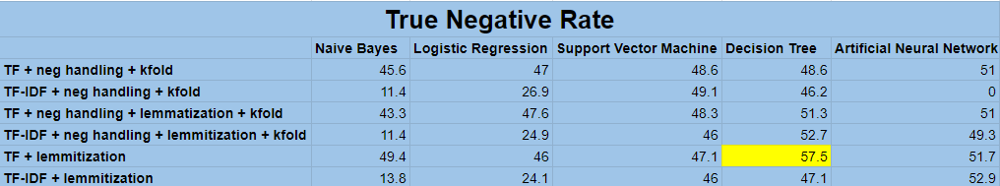 True Negative Rate
Naive Bayes Logistic Regression Support Vector Machine Decision Tree Artificial Neural Network
TF + neg handling + kfold 45.6 47 48.6 48.6 51
TF-IDF + neg handling + kfold 11.4 26.9 49.1 46.2 0
TF + neg handling + lemmatization + kfold 43.3 47.6 48.3 51.3 51
TF-IDF + neg handling + lemmitization + kfold 11.4 24.9 46 52.7 49.3
TF + lemmitization 49.4 46 47.1 57.5 51.7
TF-IDF + lemmitization 13.8 24.1 46 47.1 52.9